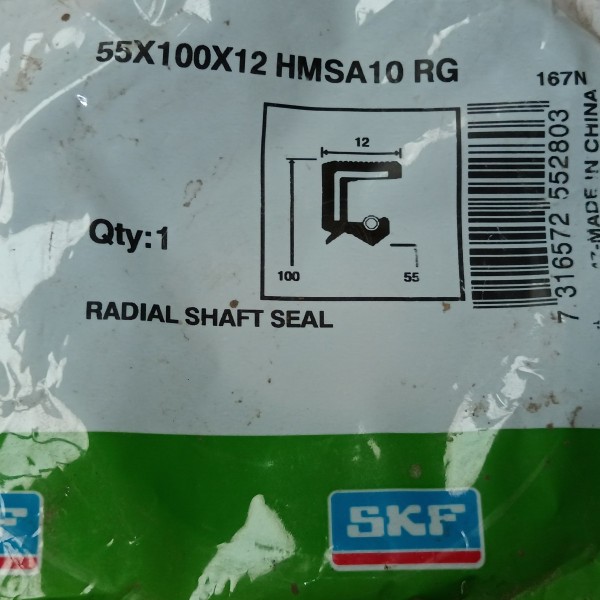 55X100X12 HMSA10 RG
167N
12
Qty:1
100
55
RADIAL SHAFT SEAL
7 316572 552803
MADE IN CHINA
SKF